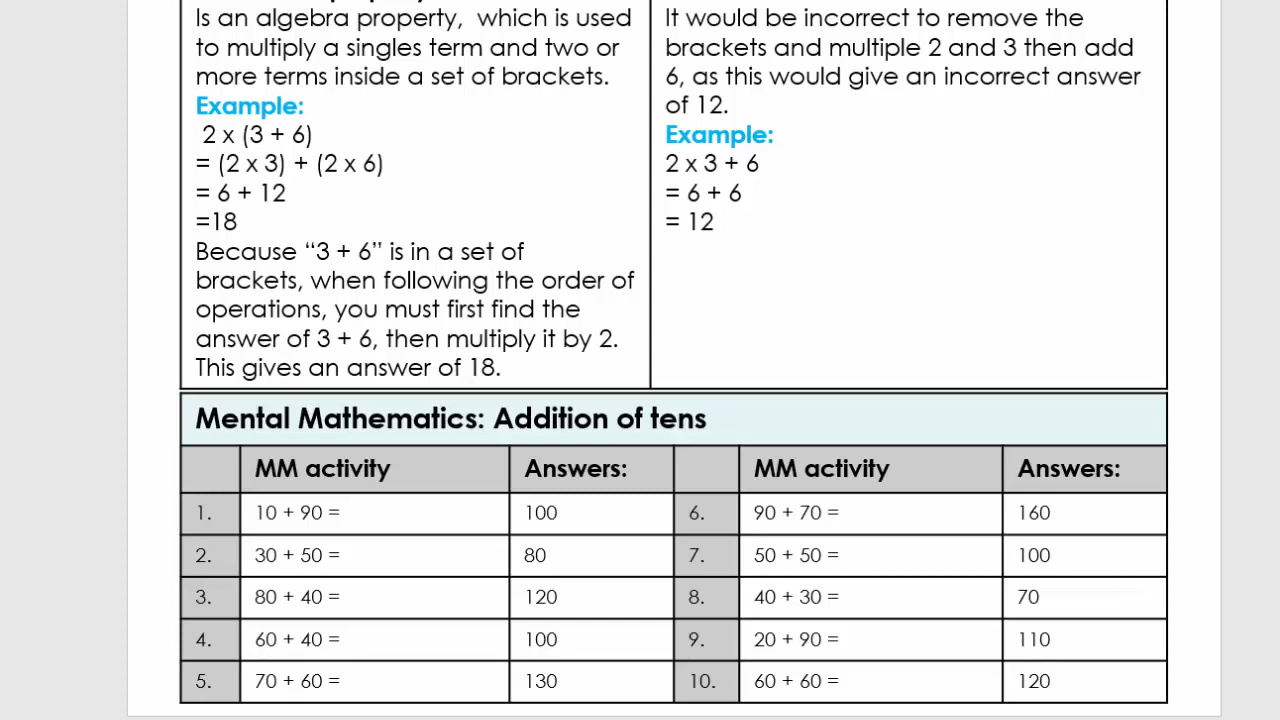 Is an algebra property,  which is used
to multiply a singles term and two or
more terms inside a set of brackets.
Example:
2 x (3 + 6)
= (2 x 3) + (2 x 6)
= 6 + 12
=18
Because “3 + 6” is in a set of
brackets, when following the order of
operations, you must first find the
answer of 3 + 6, then multiply it by 2.
This gives an answer of 18.
It would be incorrect to remove the
brackets and multiple 2 and 3 then add
6, as this would give an incorrect answer
of 12.
Example:
2 x 3 + 6
= 6 + 6
= 12
Mental Mathematics: Addition of tens
MM activity Answers: MM activity Answers:
1. 10 + 90 = 100 6. 90 + 70 = 160
2. 30 + 50 = 80 7. 50 + 50 = 100
3. 80 + 40 = 120 8. 40 + 30 = 70
4. 60 + 40 = 100 9. 20 + 90 = 110
5. 70 + 60 = 130 10. 60 + 60 = 120